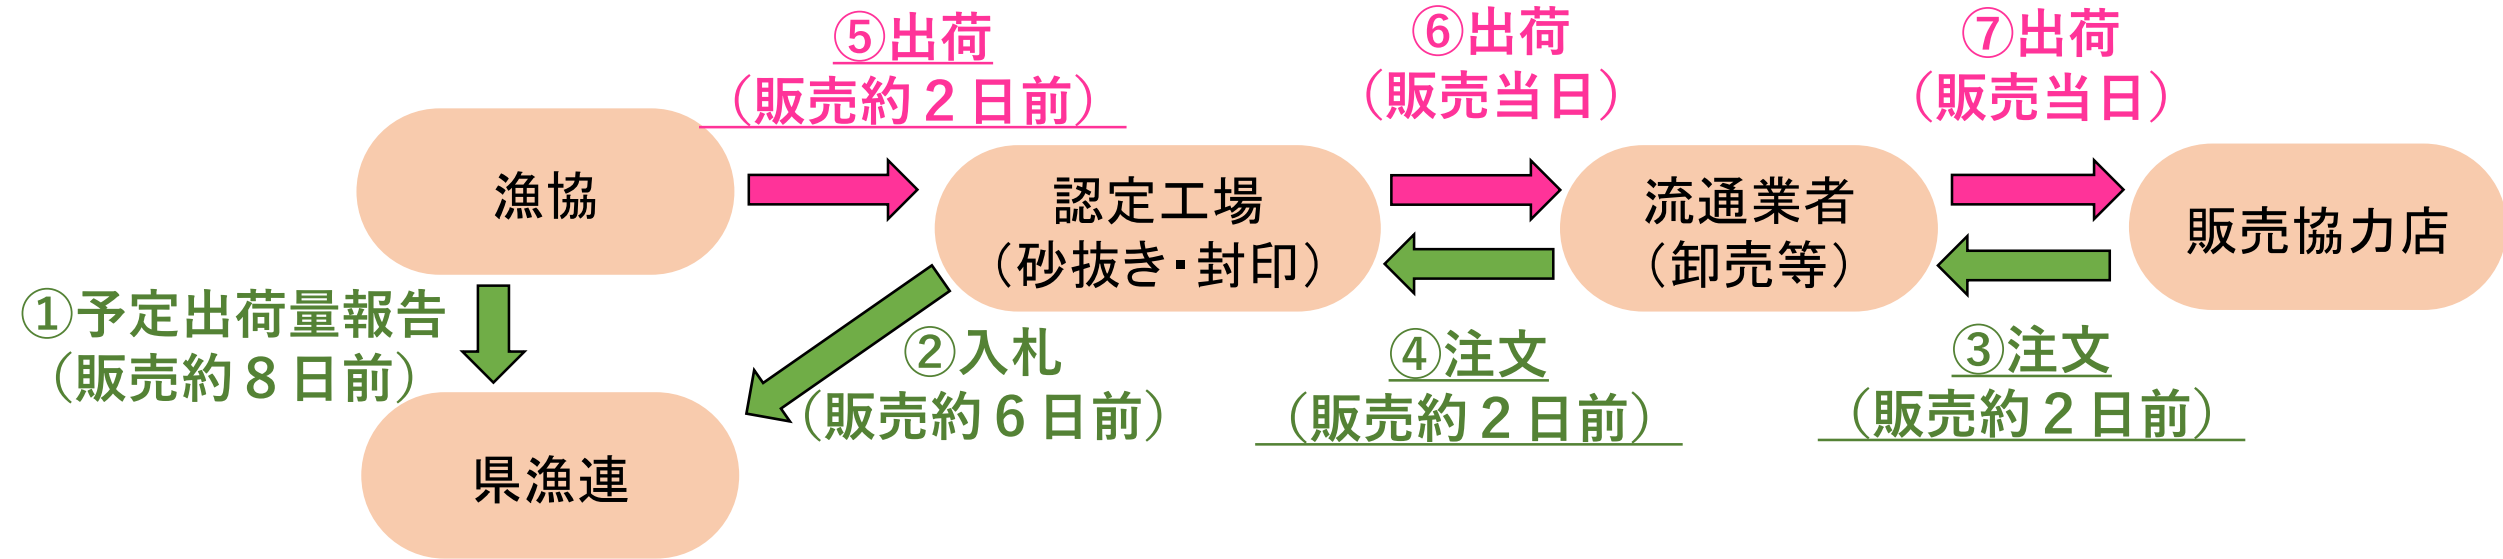 ⑤出荷
（販売約2日前）
⑥出荷
（販売当日）
⑦出荷
（販売当日）
漁協
認定工場
（砂抜き・封印）
流通業者
（卸売等）
販売協力店
①予定出荷量報告
（販売約8日前）
②入札
（販売約6日前）
④注文
（販売約2日前）
③注文
（販売約2日前）
県漁連